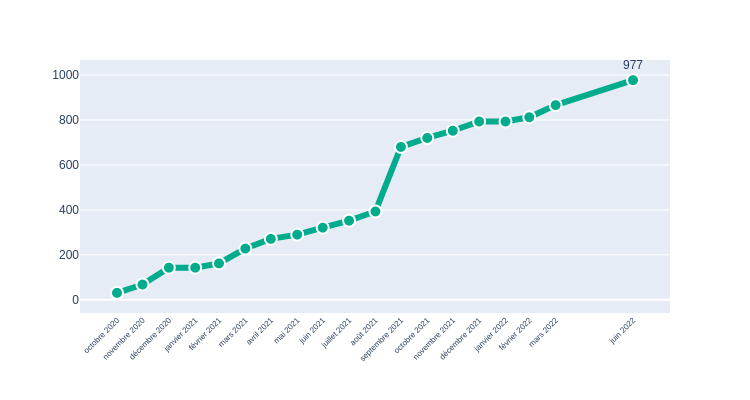 977
1000
800
600
400
200
0
octobre 2020
novembre 2020
décembre 2020
janvier 2021
février 2021
mars 2021
avril 2021
mai 2021
juin 2021
juillet 2021
août 2021
septembre 2021
octobre 2021
novembre 2021
décembre 2021
janvier 2022
février 2022
mars 2022
juin 2022